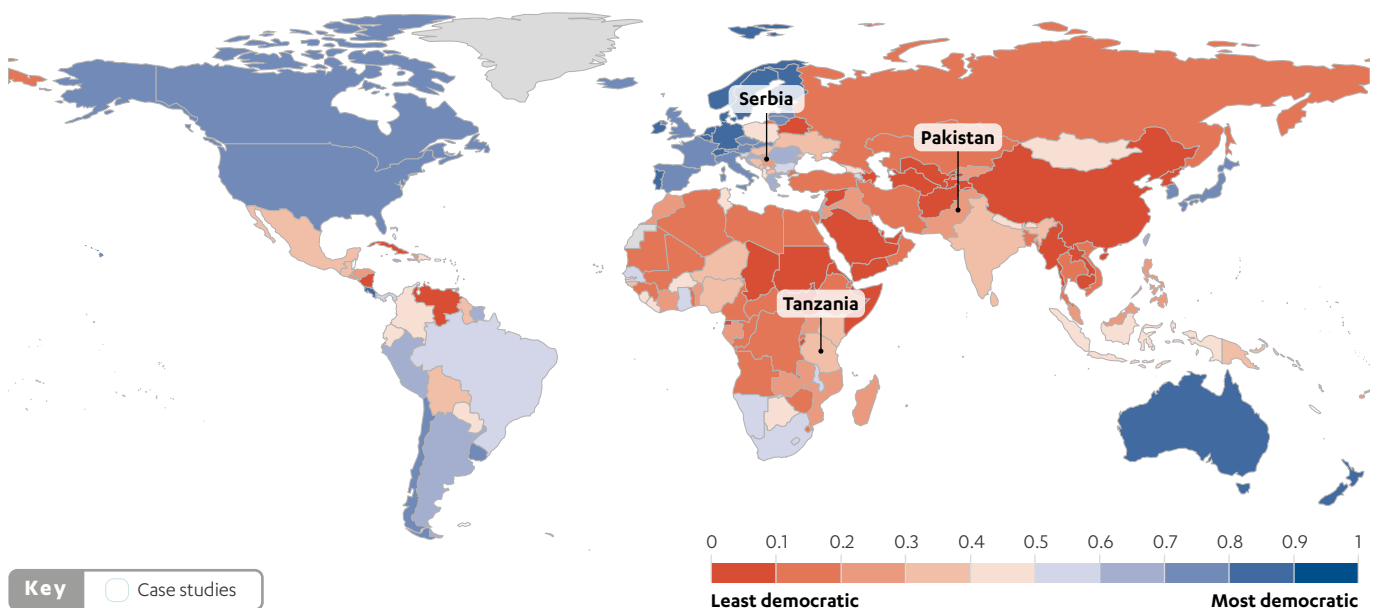 Serbia
Pakistan
Tanzania
0 0.1 0.2 0.3 0.4 0.5 0.6 0.7 0.8 0.9 1
Least democratic Most democratic
Key Case studies